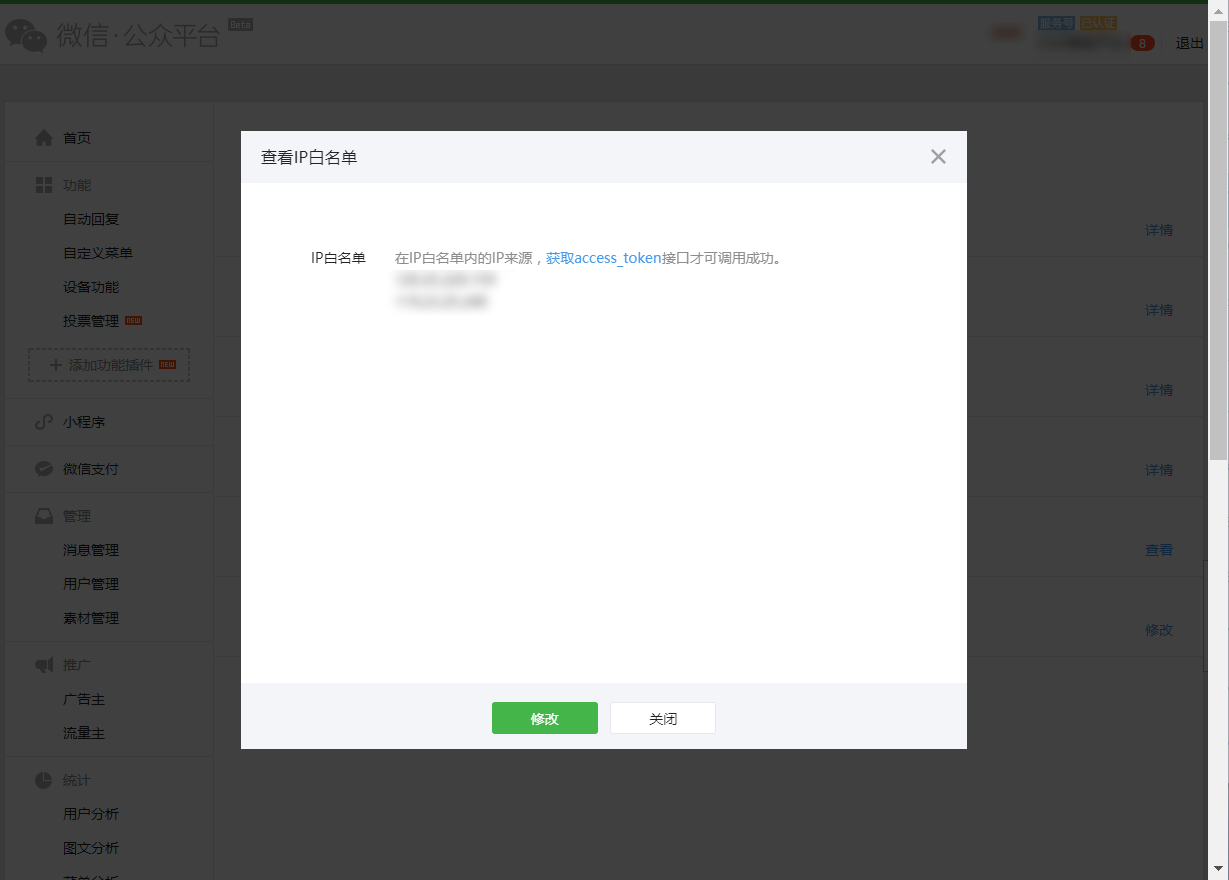 微信·公众平台 Beta
服务号 已认证
8
退出
首页
功能
自动回复
自定义菜单
设备功能
投票管理 NEW
添加功能插件 NEW
小程序
微信支付
管理
消息管理
用户管理
素材管理
推广
广告主
流量主
统计
用户分析
图文分析
菜单分析
查看IP白名单
IP白名单 在IP白名单内的IP来源，获取access_token接口才可调用成功。
修改 关闭
详情
详情
详情
详情
查看
修改